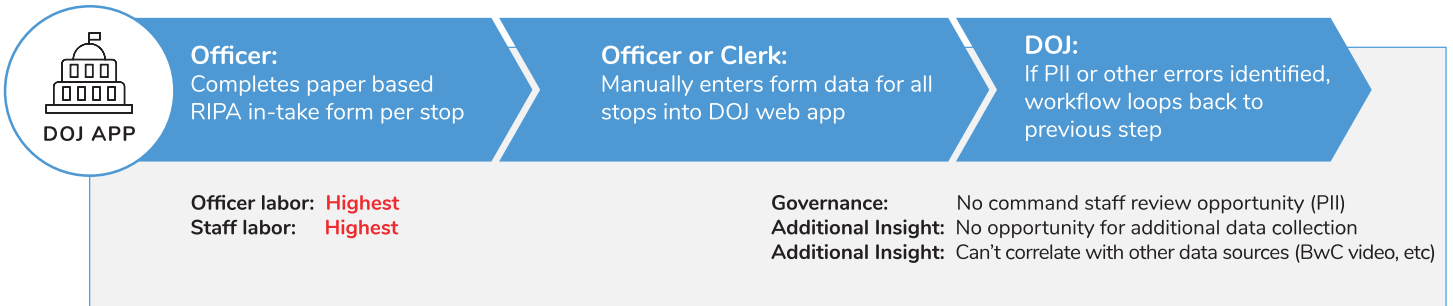 DOJ APP
Officer:
Completes paper based
RIPA in-take form per stop
Officer or Clerk:
Manually enters form data for all
stops into DOJ web app
DOJ:
If PII or other errors identified,
workflow loops back to
previous step
Officer labor: Highest
Staff labor: Highest
Governance: No command staff review opportunity (PII)
Additional Insight: No opportunity for additional data collection
Additional Insight: Can't correlate with other data sources (BwC video, etc)